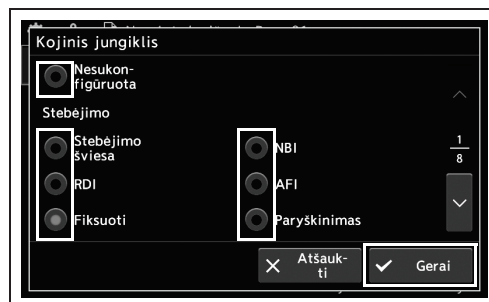 Kojinis jungiklis
Nesukon-
figūruota
Stebėjimo
Stebėjimo
šviesa
NBI
1
8
RDI
AFI
Fiksuoti
Paryškinimas
Atšauk-
ti
Gerai